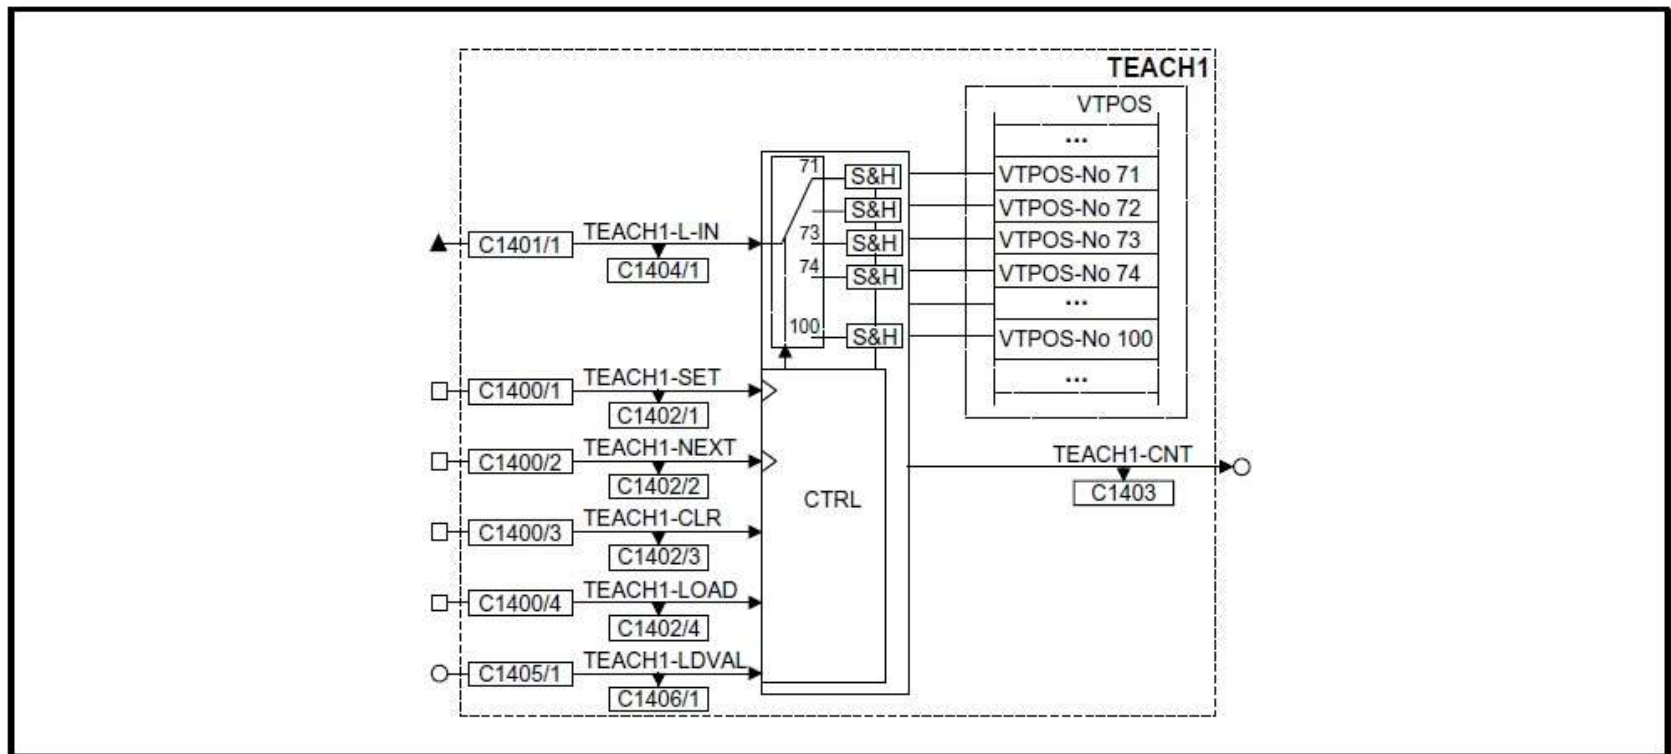 TEACH1
VTPOS
...
71
S&H
VTPOS-No 71
S&H
VTPOS-No 72
C1401/1
TEACH1-L-IN
73
S&H
VTPOS-No 73
C1404/1
74
S&H
VTPOS-No 74
...
100
S&H
VTPOS-No 100
...
C1400/1
TEACH1-SET
C1402/1
C1400/2
TEACH1-NEXT
C1402/2
TEACH1-CNT
C1403
CTRL
C1400/3
TEACH1-CLR
C1402/3
C1400/4
TEACH1-LOAD
C1402/4
C1405/1
TEACH1-LDVAL
C1406/1